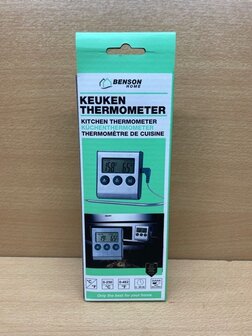 BENSON
HOME
KEUKEN
THERMOMETER
KITCHEN THERMOMETER
KÜCHENTHERMOMETER
THERMOMÈTRE DE CUISINE
Only the best for your home